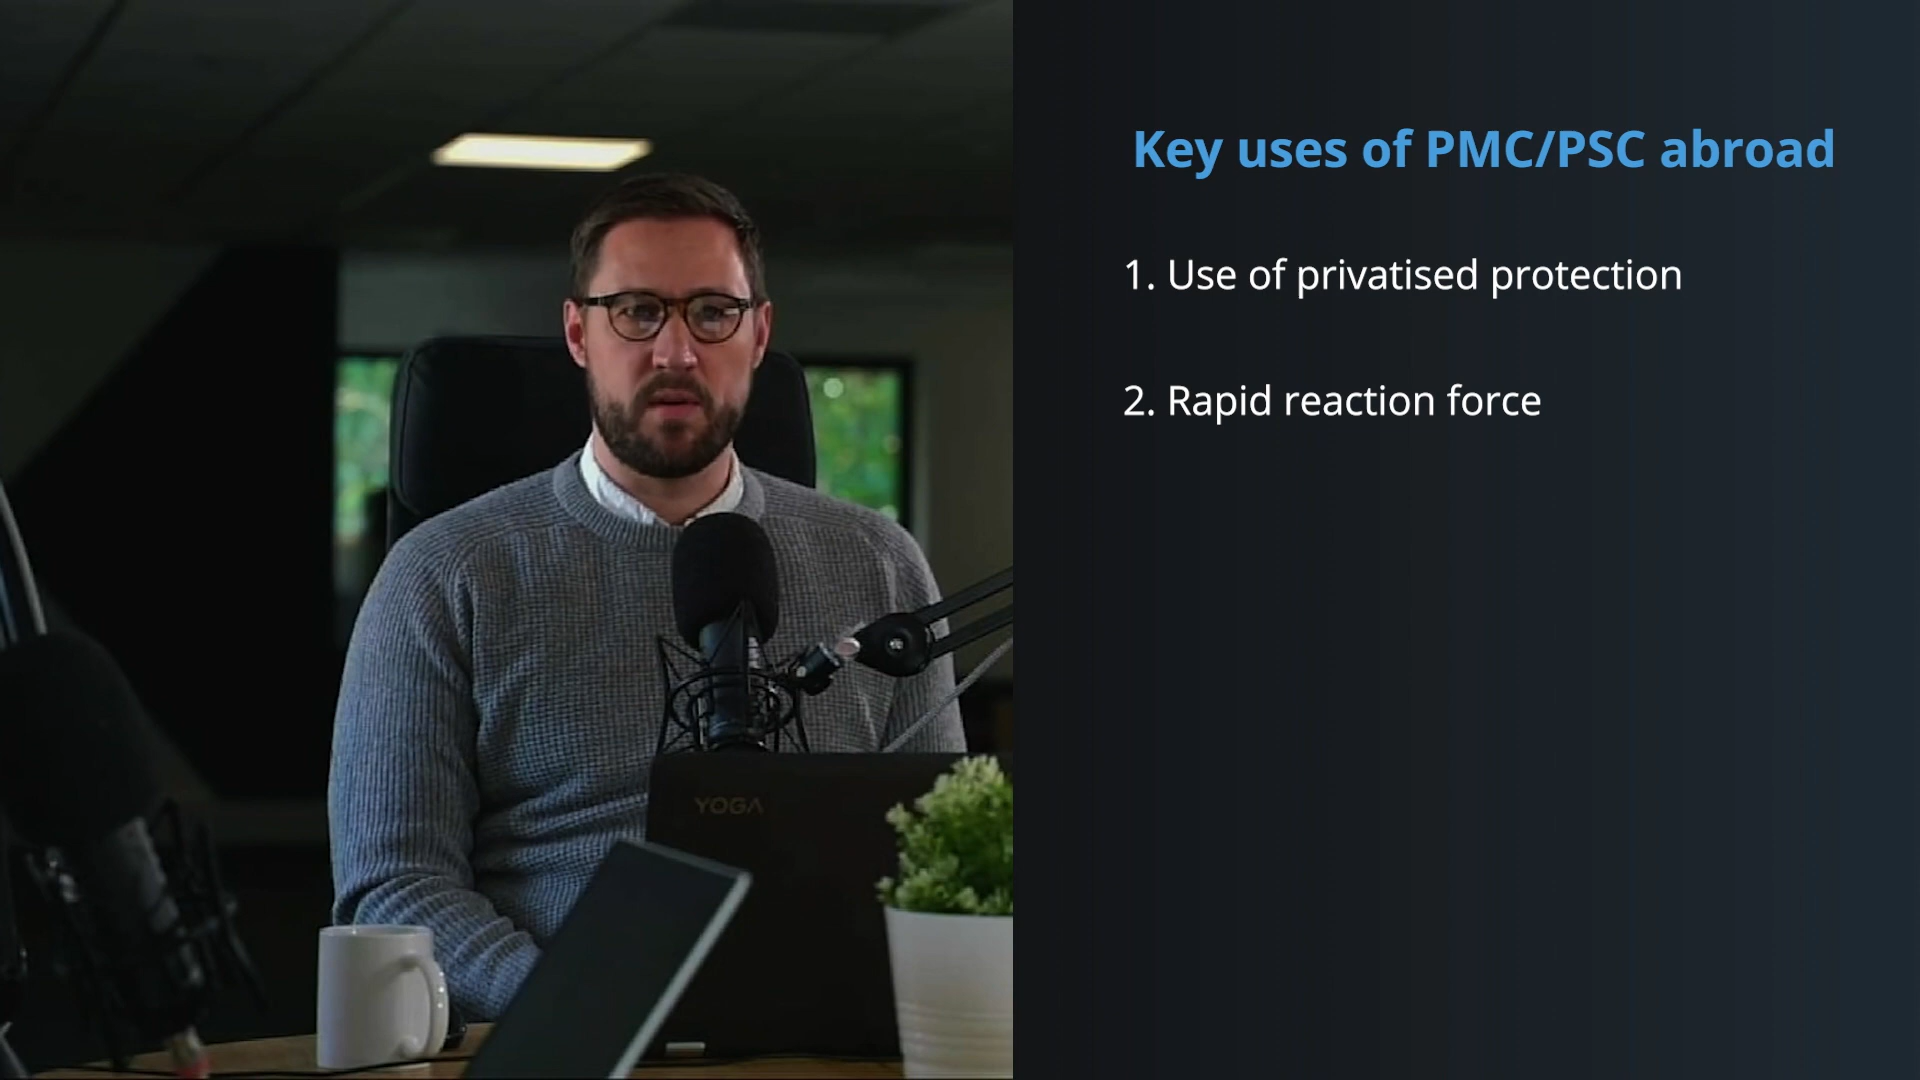 Key uses of PMC/PSC abroad
1. Use of privatised protection
2. Rapid reaction force
YOGA